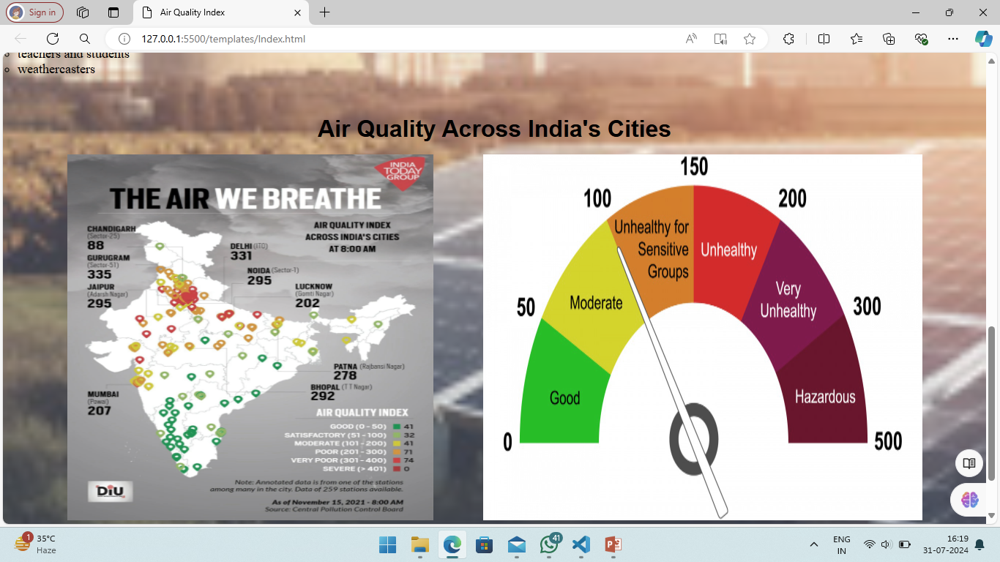 Sign in
Air Quality Index
127.0.0.1:5500/templates/Index.html
teachers and students
weathercasters
Air Quality Across India's Cities
INDIA
TODAY
GROUP
THE AIR WE BREATHE
AIR QUALITY INDEX
ACROSS INDIA'S CITIES
AT 8:00 AM
CHANDIGARH
(Sector-25)
88
GURUGRAM
(Sector-51)
335
JAIPUR
(Adarsh Nagar)
295
DELHI (ITO)
331
NOIDA (Sector-1)
295
LUCKNOW
(Gomti Nagar)
202
PATNA (Rajbansi Nagar)
278
BHOPAL (T T Nagar)
292
MUMBAI
(Powai)
207
AIR QUALITY INDEX
GOOD (0 - 50) 41
SATISFACTORY (51 - 100) 32
MODERATE (101 - 200) 41
POOR (201 - 300) 71
VERY POOR (301 - 400) 74
SEVERE (> 401) 0
Note: Annotated data is from one of the stations
among many in the city. Data of 259 stations available.
As of November 15, 2021 - 8:00 AM
Source: Central Pollution Control Board
DiU
0
50
100
150
200
300
500
Good
Moderate
Unhealthy for
Sensitive
Groups
Unhealthy
Very
Unhealthy
Hazardous
1
35°C
Haze
41
ENG
IN
16:19
31-07-2024